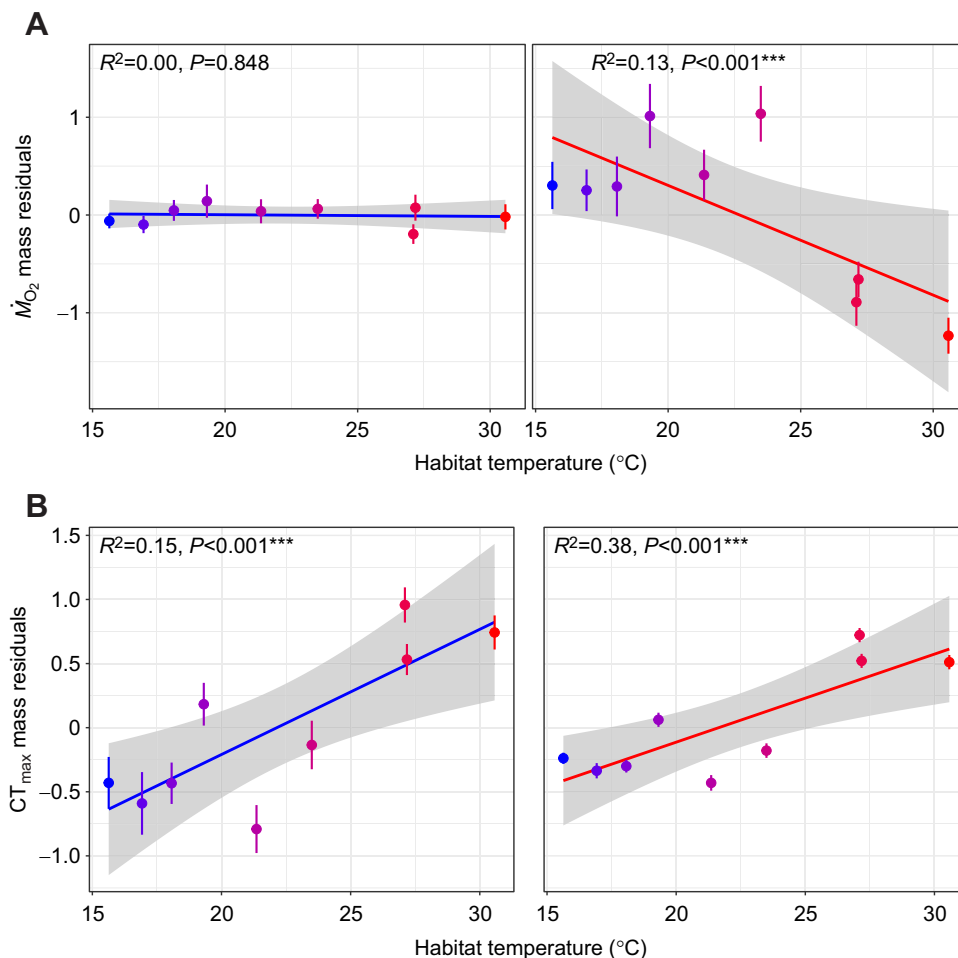 A
R²=0.00, P=0.848
R²=0.13, P<0.001***
ṀO₂ mass residuals
1
0
−1
15 20 25 30 15 20 25 30
Habitat temperature (°C)
B
R²=0.15, P<0.001***
R²=0.38, P<0.001***
CTmax mass residuals
1.5
1.0
0.5
0
−0.5
−1.0
15 20 25 30 15 20 25 30
Habitat temperature (°C)